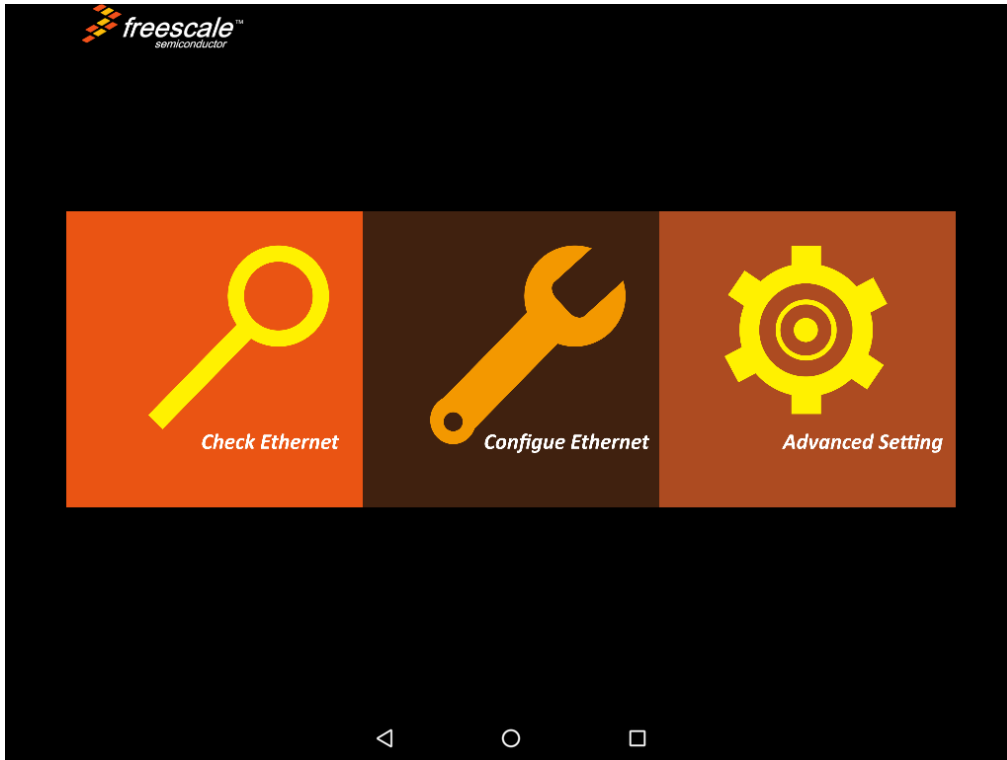 freescale™
semiconductor
Check Ethernet
Configue Ethernet
Advanced Setting